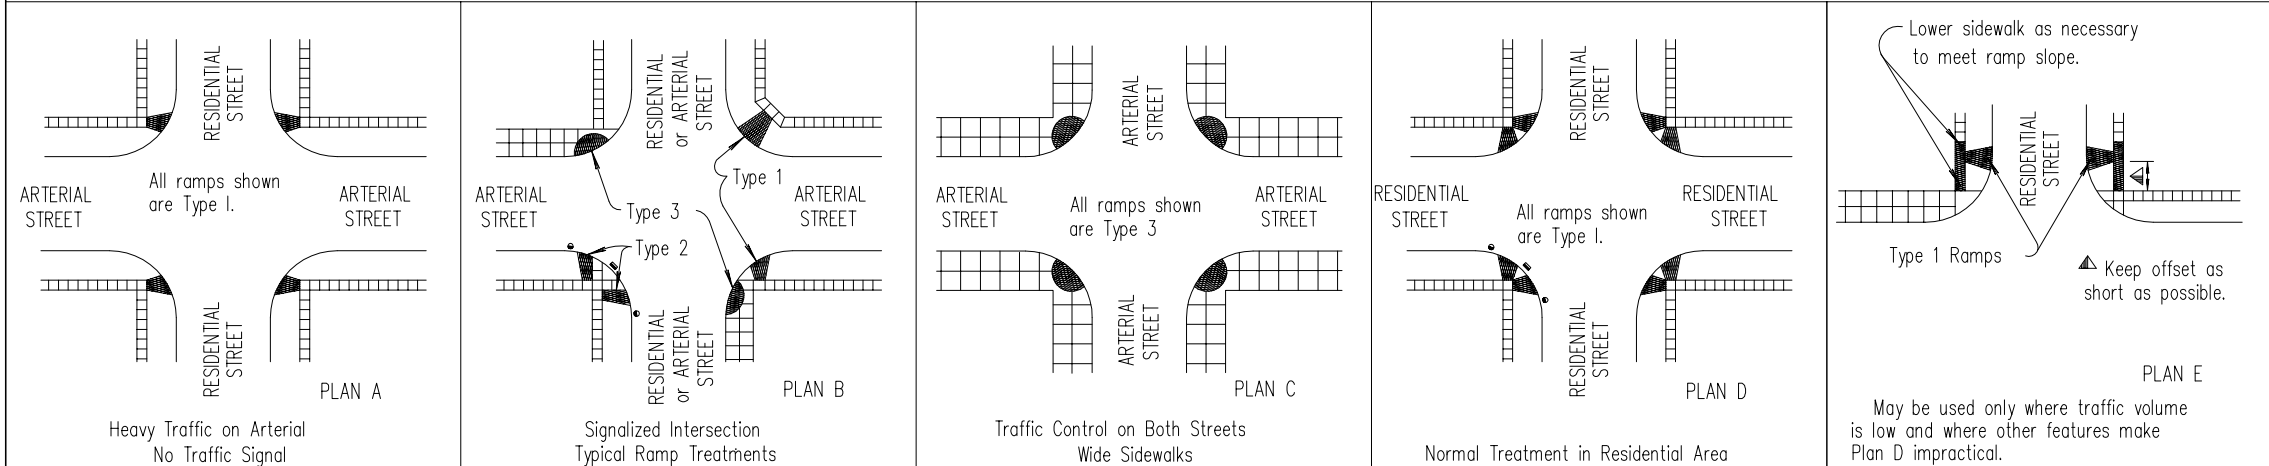 RESIDENTIAL
STREET
ARTERIAL
STREET
All ramps shown
are Type I.
ARTERIAL
STREET
RESIDENTIAL
STREET
PLAN A
Heavy Traffic on Arterial
No Traffic Signal
RESIDENTIAL
or ARTERIAL
STREET
ARTERIAL
STREET
Type 1
ARTERIAL
STREET
Type 3
Type 2
RESIDENTIAL
or ARTERIAL
STREET
PLAN B
Signalized Intersection
Typical Ramp Treatments
ARTERIAL
STREET
ARTERIAL
STREET
All ramps shown
are Type 3
ARTERIAL
STREET
ARTERIAL
STREET
PLAN C
Traffic Control on Both Streets
Wide Sidewalks
RESIDENTIAL
STREET
RESIDENTIAL
STREET
All ramps shown
are Type I.
RESIDENTIAL
STREET
RESIDENTIAL
STREET
PLAN D
Normal Treatment in Residential Area
Lower sidewalk as necessary
to meet ramp slope.
RESIDENTIAL
STREET
Type 1 Ramps
Keep offset as
short as possible.
PLAN E
May be used only where traffic volume
is low and where other features make
Plan D impractical.